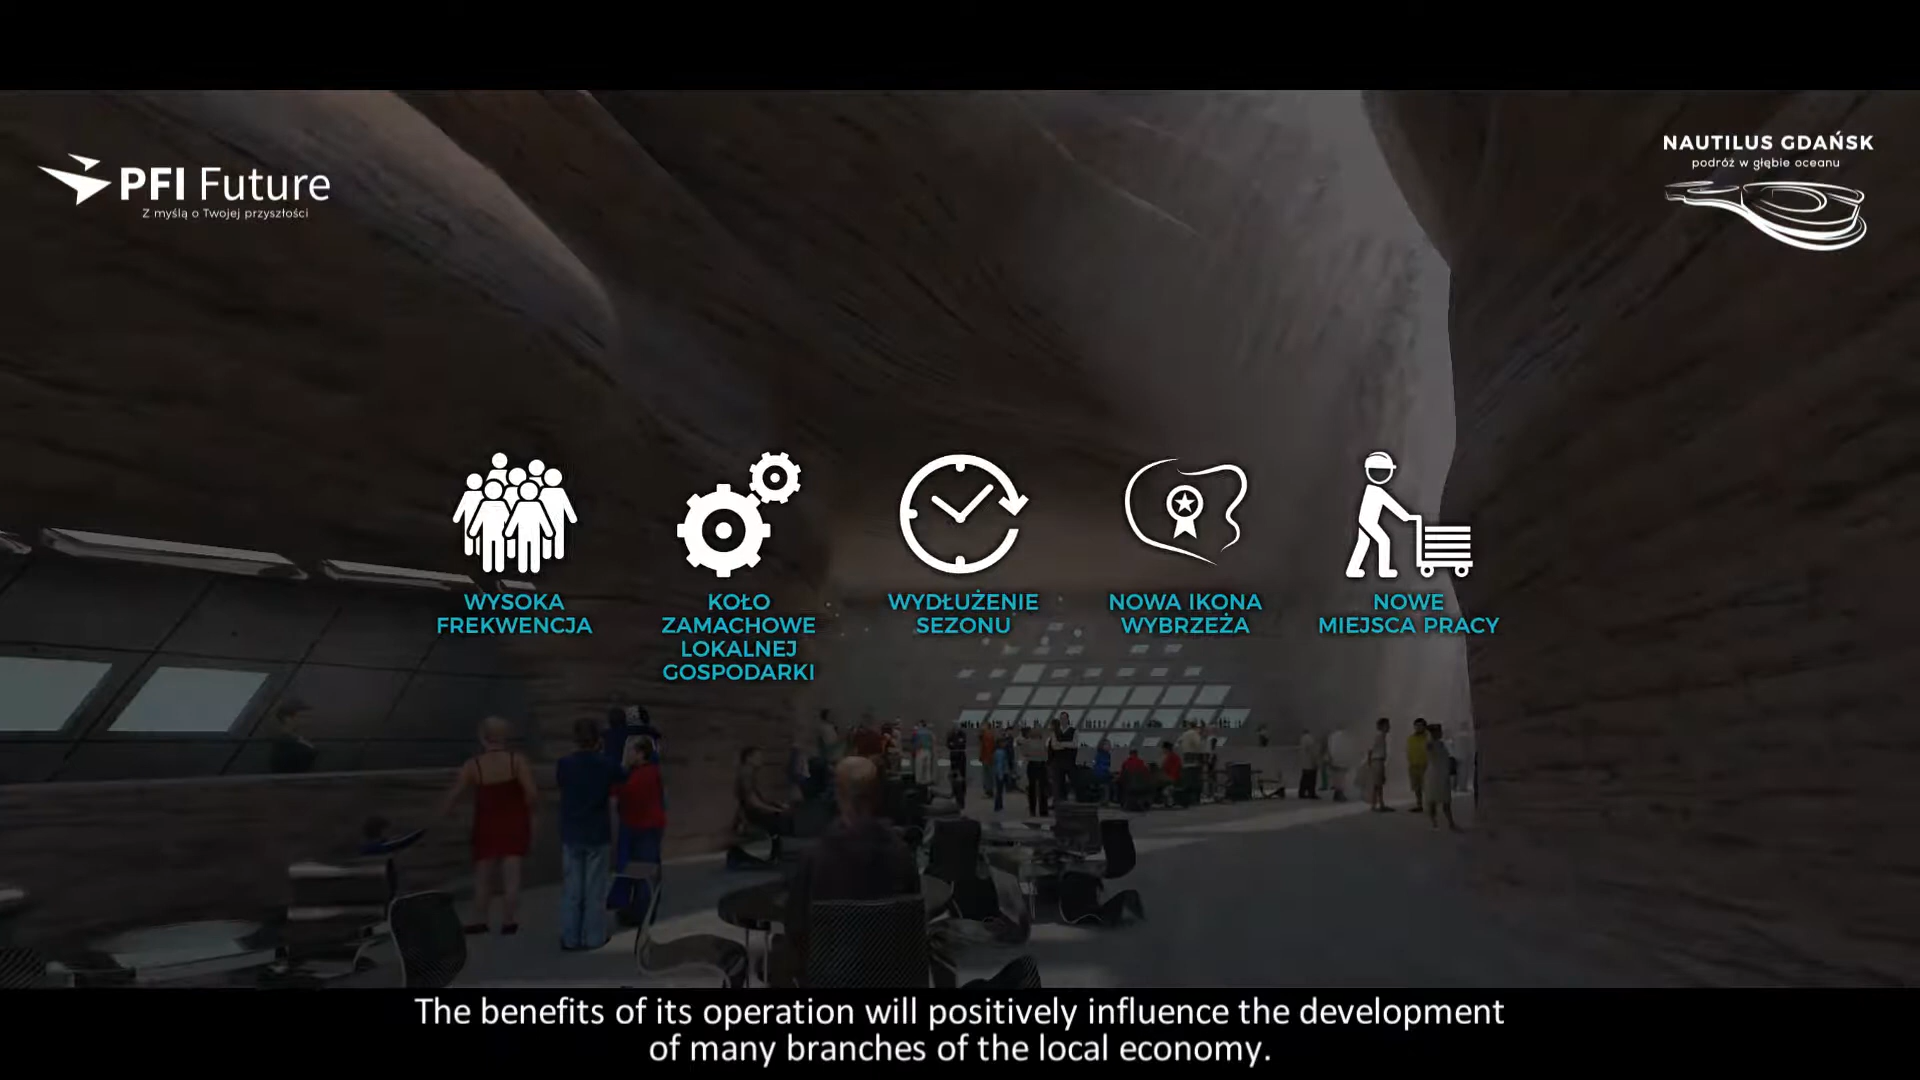 PFI Future
Z myślą o Twojej przyszłości
NAUTILUS GDAŃSK
podróż w głębie oceanu
WYSOKA
FREKWENCJA
KOŁO
ZAMACHOWE
LOKALNEJ
GOSPODARKI
WYDŁUŻENIE
SEZONU
NOWA IKONA
WYBRZEŻA
NOWE
MIEJSCA PRACY
The benefits of its operation will positively influence the development
of many branches of the local economy.